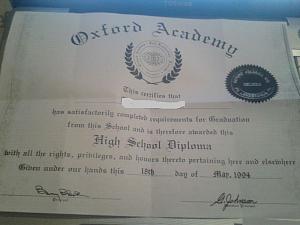 Oxford Academy
This certifies that
has satisfactorily completed requirements for Graduation
from this School and is therefore awarded this
High School Diploma
with all the rights, privileges, and honors thereto pertaining here and elsewhere
Given under our hands this 18th day of May, 1994